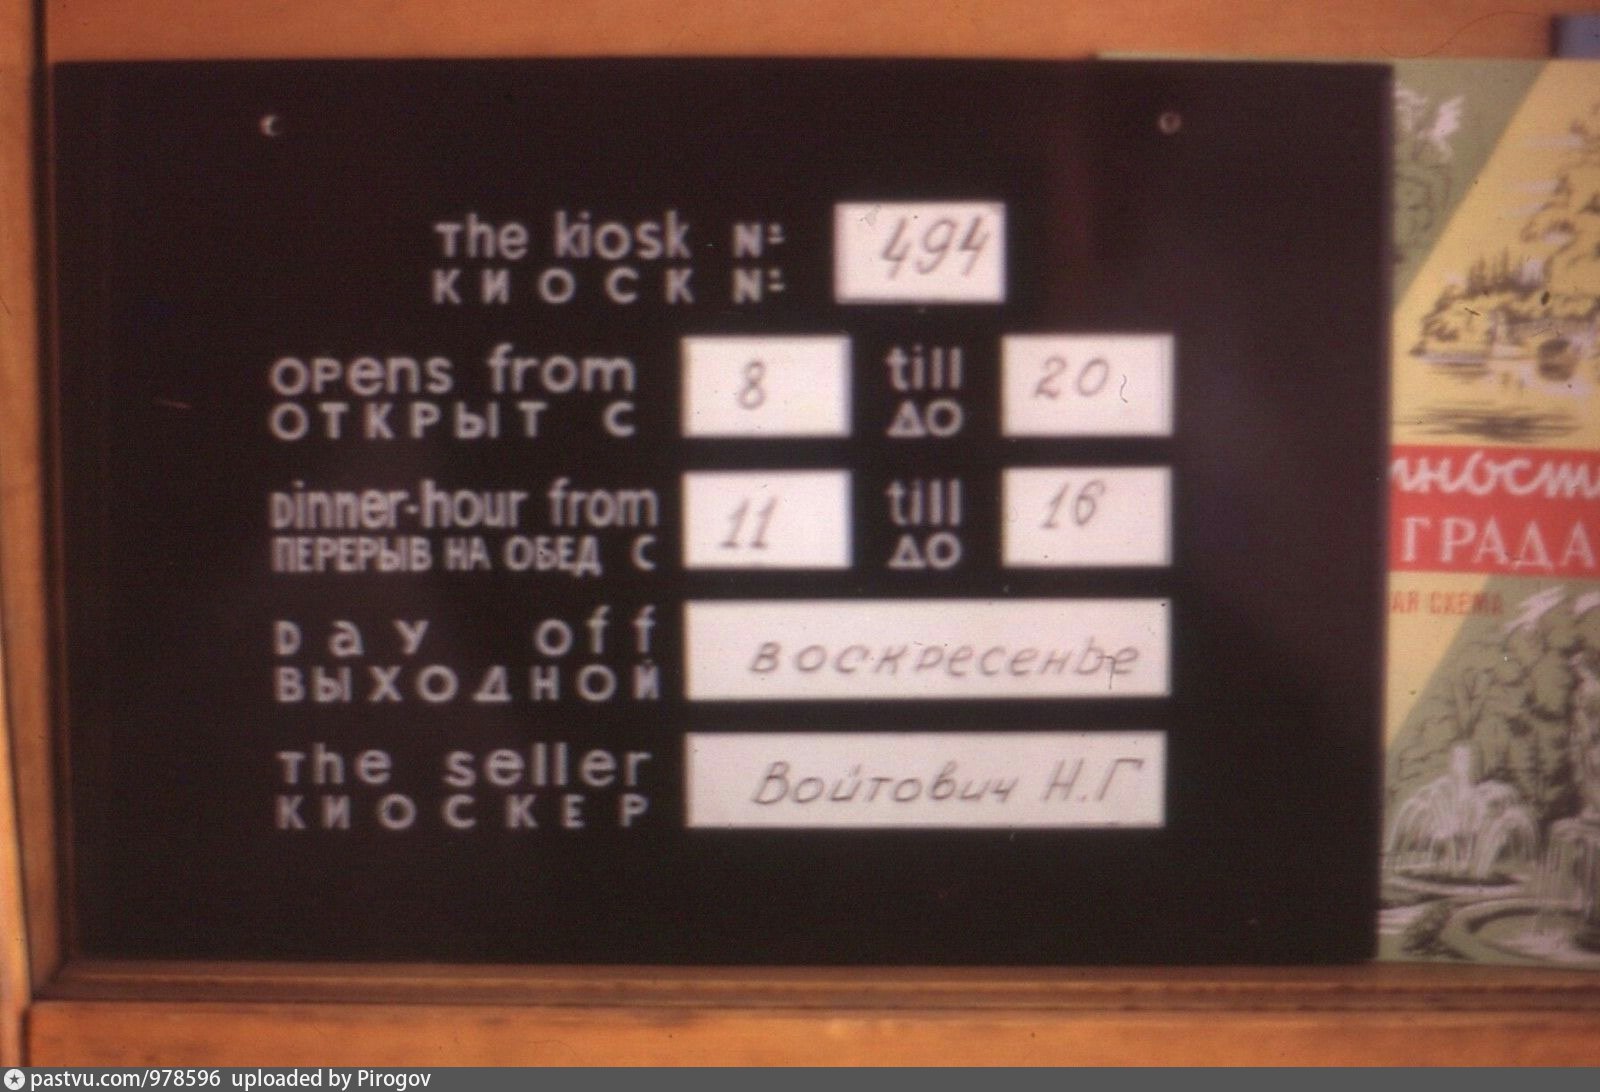 The kiosk № 494
КИОСК №
Opens from 8 till 20
ОТКРЫТ С ДО
Dinner-hour from 11 till 16
ПЕРЕРЫВ НА ОБЕД С ДО
Day off воскресенье
ВЫХОДНОЙ
The seller Войтович Н.Г
КИОСКЕР
ГРАДА
СХЕМА
pastvu.com/978596 uploaded by Pirogov